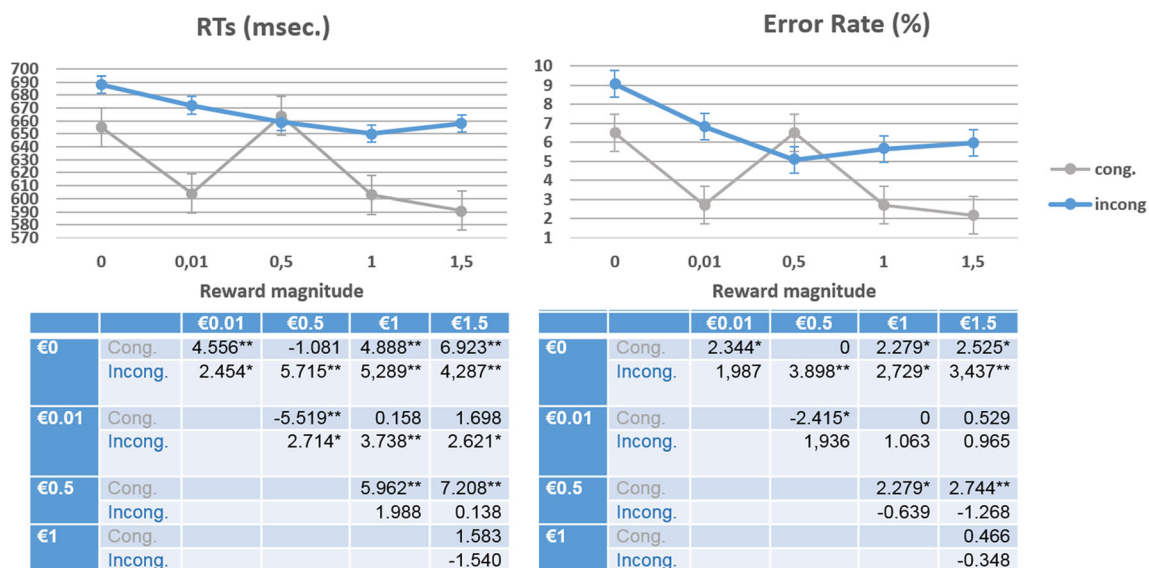 RTs (msec.)
700
690
680
670
660
650
640
630
620
610
600
590
580
570
0 0,01 0,5 1 1,5
Reward magnitude
Error Rate (%)
10
9
8
7
6
5
4
3
2
1
0 0,01 0,5 1 1,5
Reward magnitude
cong.
incong
€0.01 €0.5 €1 €1.5
€0 Cong. 4.556** -1.081 4.888** 6.923**
Incong. 2.454* 5.715** 5,289** 4,287**
€0.01 Cong. -5.519** 0.158 1.698
Incong. 2.714* 3.738** 2.621*
€0.5 Cong. 5.962** 7.208**
Incong. 1.988 0.138
€1 Cong. 1.583
Incong. -1.540
€0.01 €0.5 €1 €1.5
€0 Cong. 2.344* 0 2.279* 2.525*
Incong. 1,987 3.898** 2,729* 3,437**
€0.01 Cong. -2.415* 0 0.529
Incong. 1,936 1.063 0.965
€0.5 Cong. 2.279* 2.744**
Incong. -0.639 -1.268
€1 Cong. 0.466
Incong. -0.348